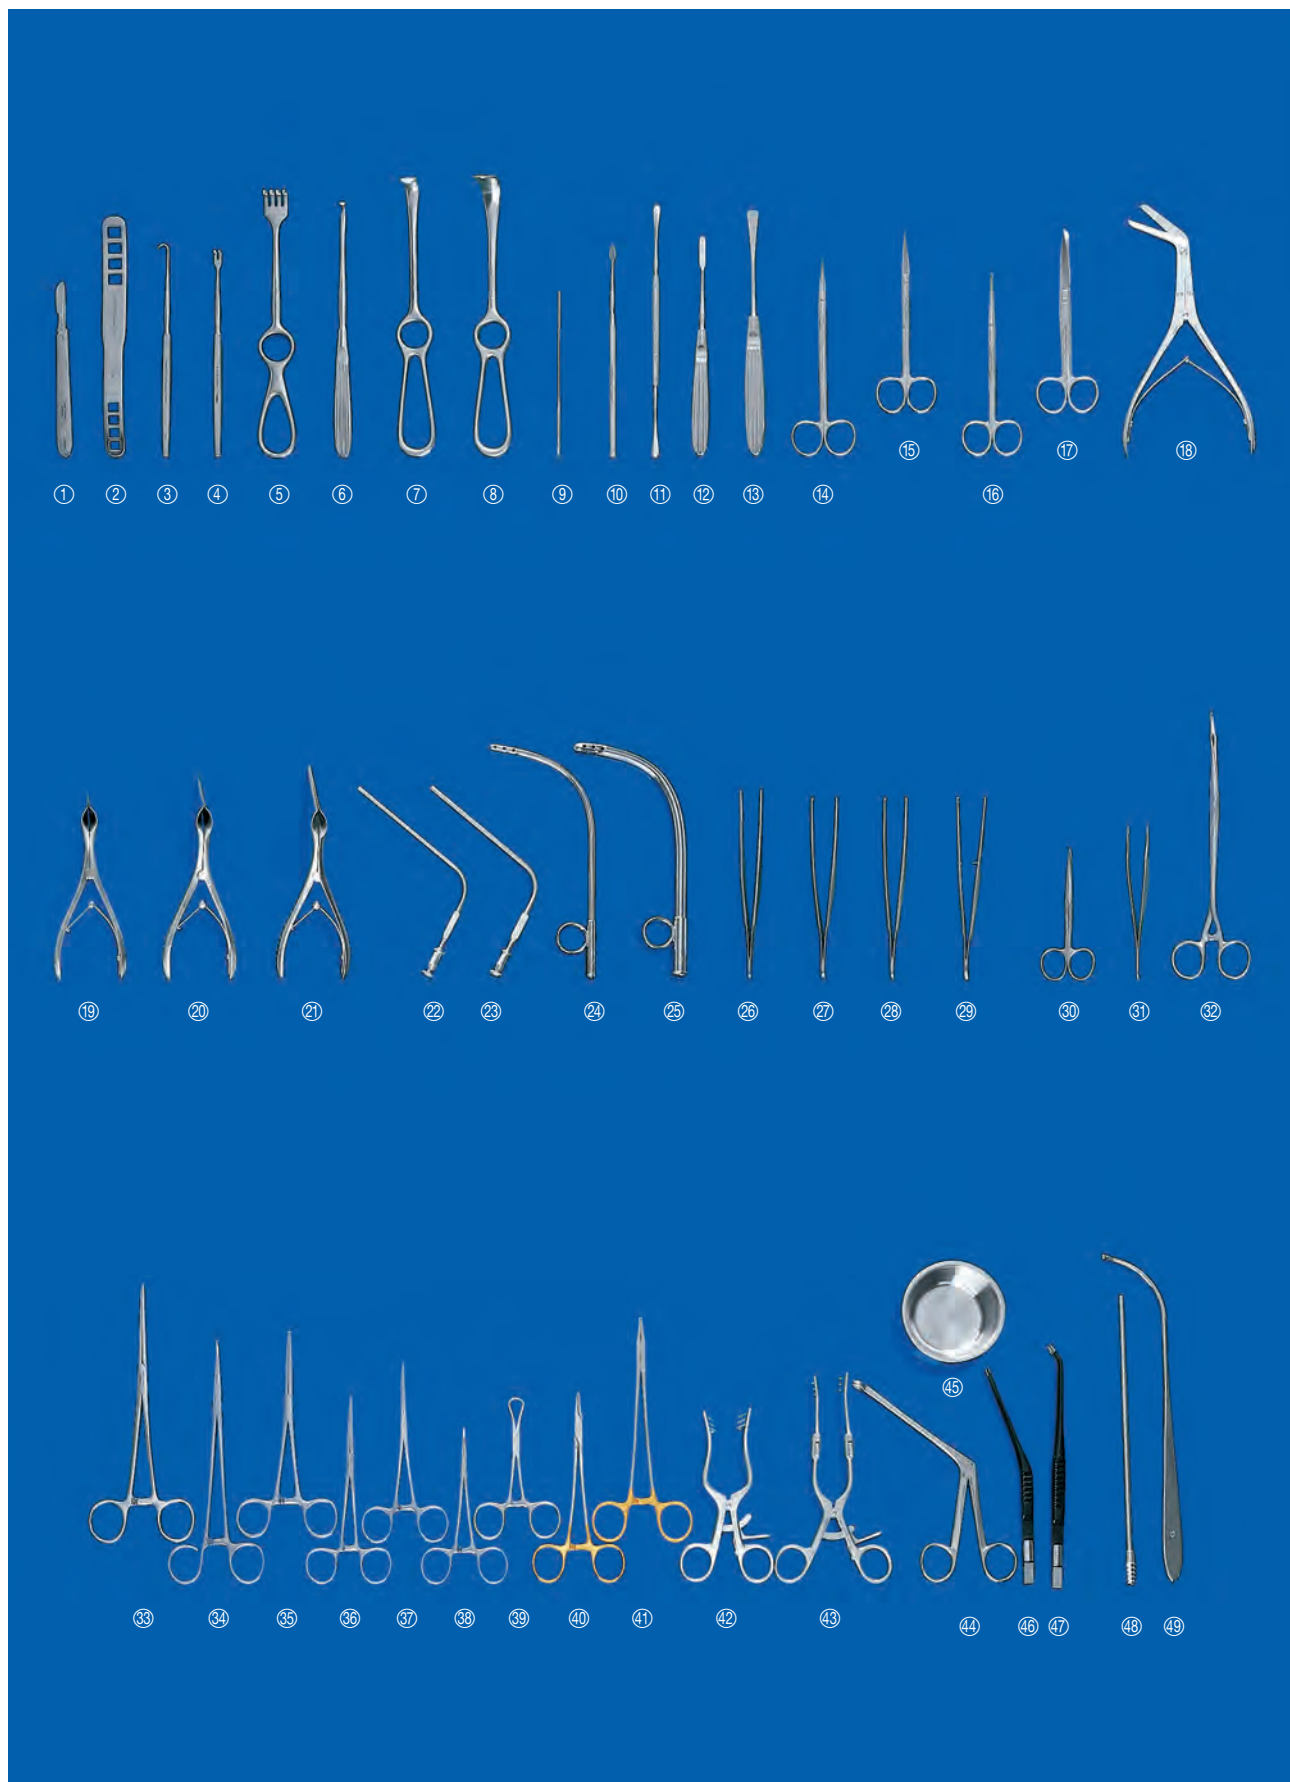 ① ② ③ ④ ⑤ ⑥ ⑦ ⑧ ⑨ ⑩ ⑪ ⑫ ⑬ ⑭ ⑮ ⑯ ⑰ ⑱
⑲ ⑳ ㉑ ㉒ ㉓ ㉔ ㉕ ㉖ ㉗ ㉘ ㉙ ㉚ ㉛ ㉜
㊺
㉝ ㉞ ㉟ ㊱ ㊲ ㊳ ㊴ ㊵ ㊶ ㊷ ㊸ ㊹ ㊻ ㊼ ㊽ ㊾